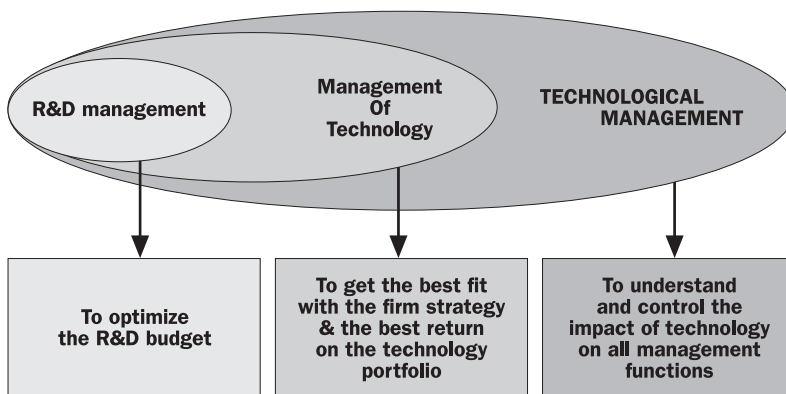 R&D management
Management
Of
Technology
TECHNOLOGICAL
MANAGEMENT
To optimize
the R&D budget
To get the best fit
with the firm strategy
& the best return
on the technology
portfolio
To understand
and control the
impact of technology
on all management
functions